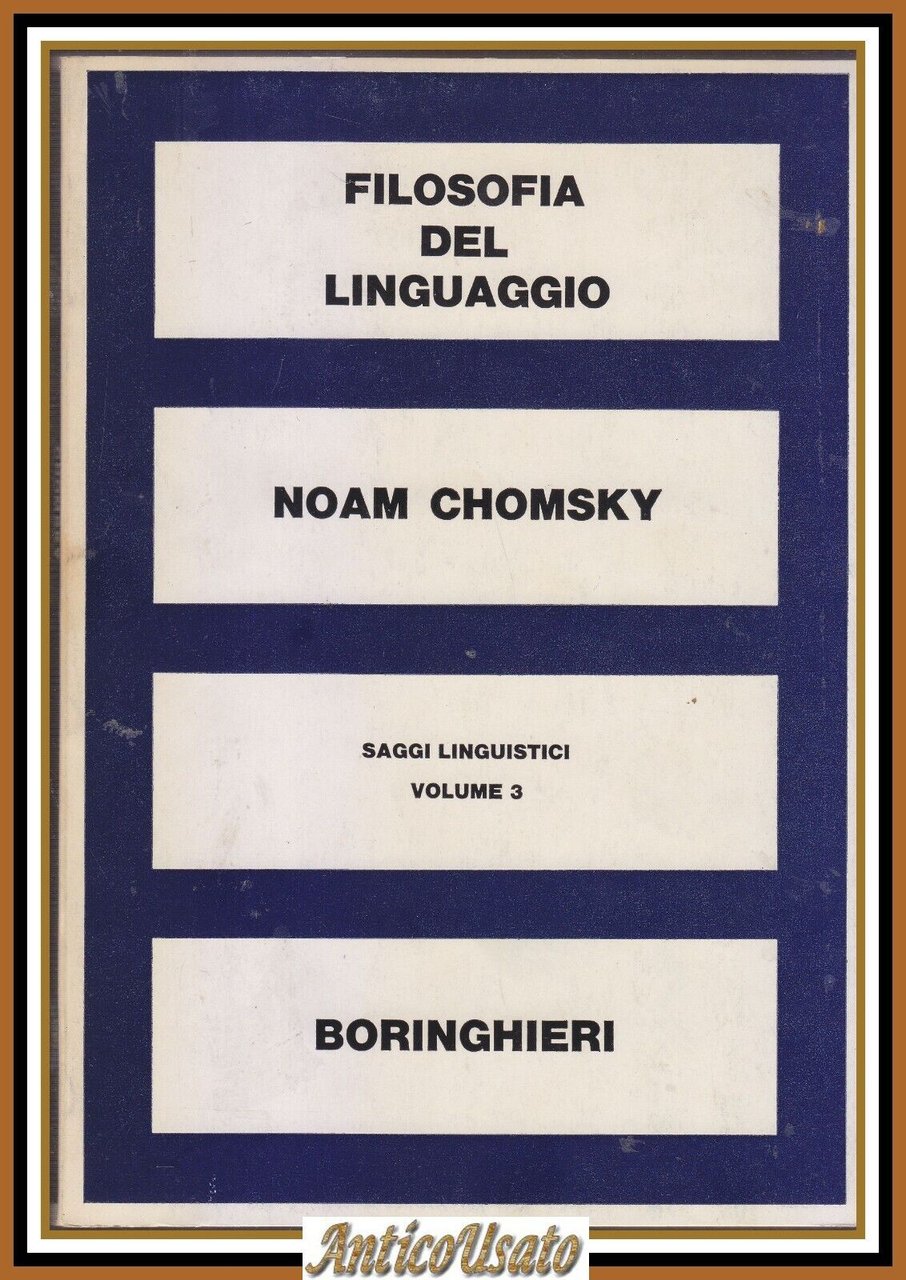 FILOSOFIA
DEL
LINGUAGGIO
NOAM CHOMSKY
SAGGI LINGUISTICI
VOLUME 3
BORINGHIERI
AnticoUsato